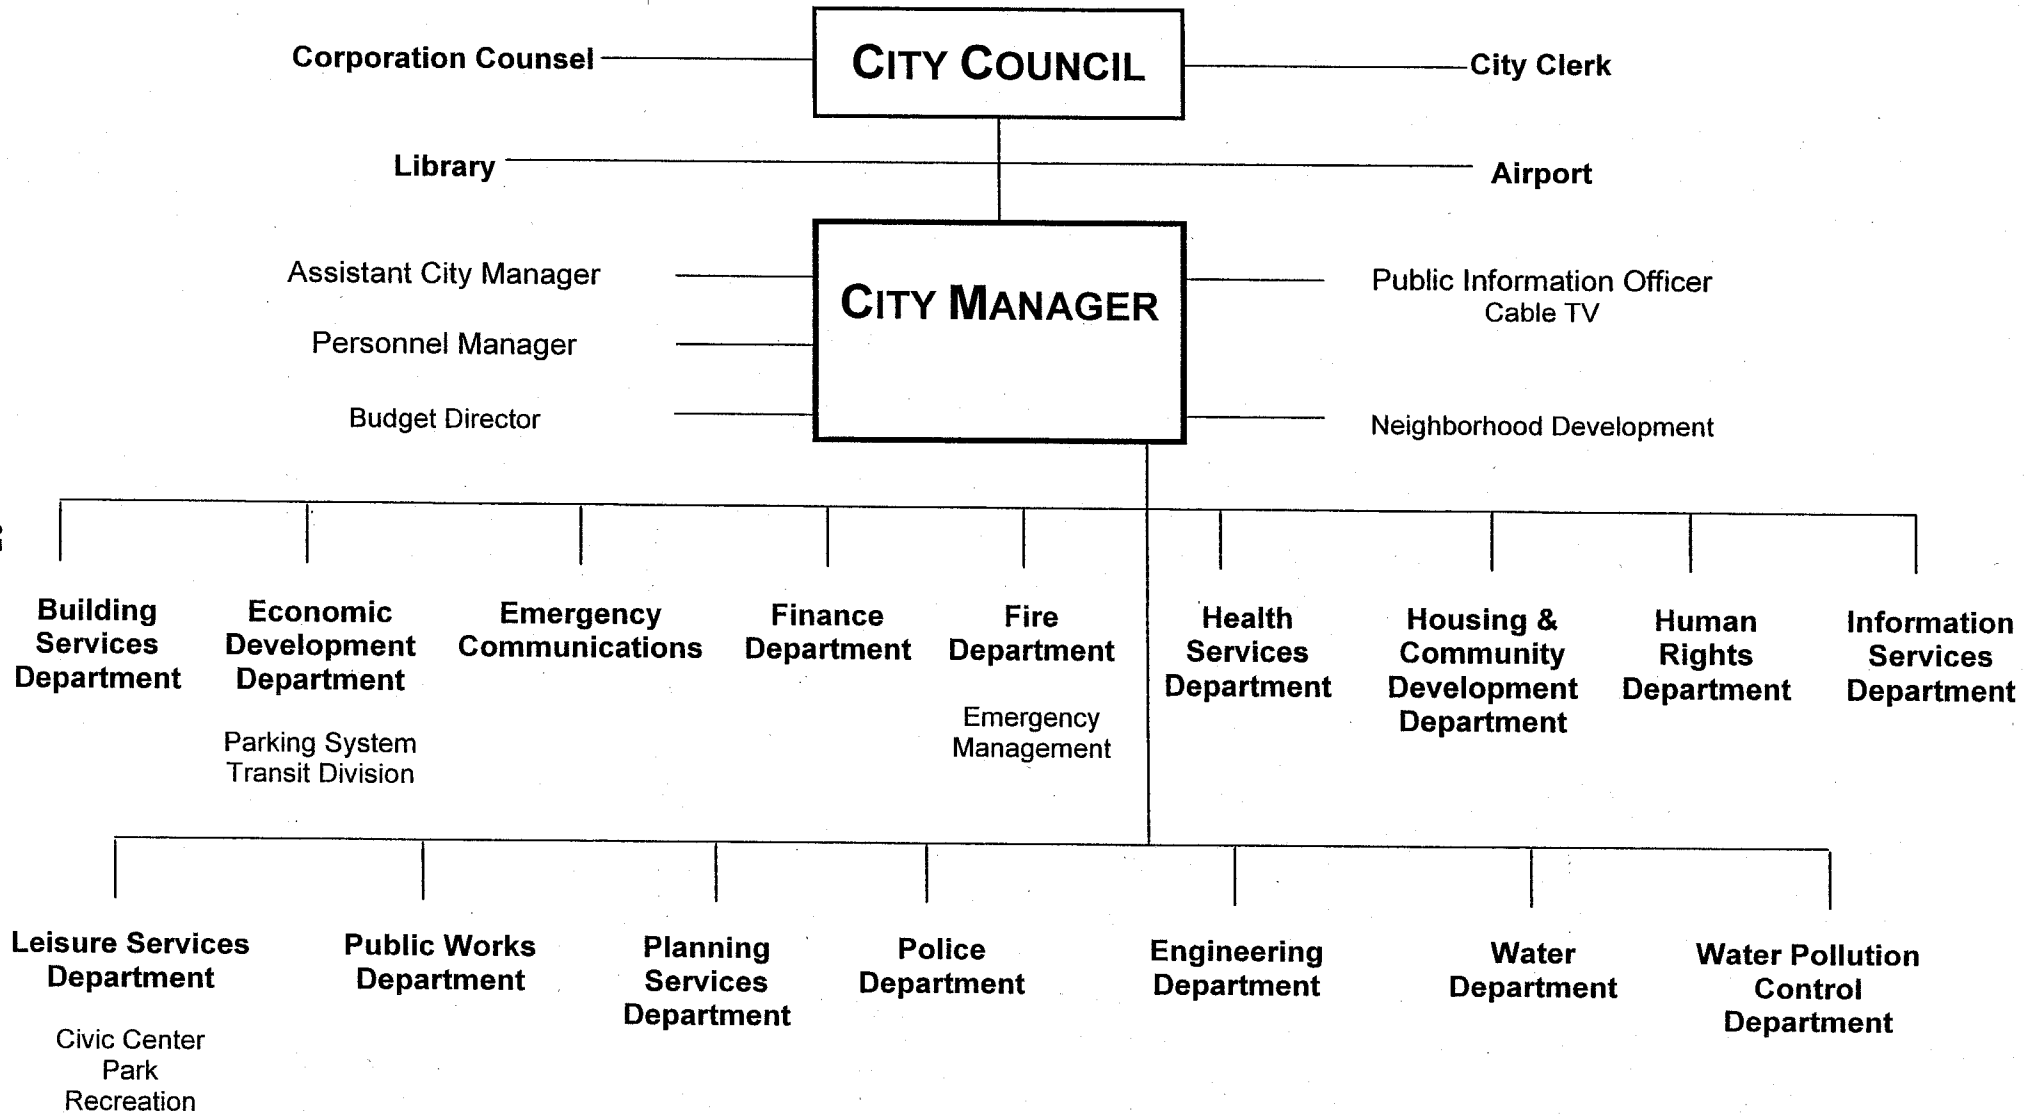 CITY COUNCIL
Corporation Counsel
City Clerk
Library
Airport
CITY MANAGER
Assistant City Manager
Personnel Manager
Budget Director
Public Information Officer
Cable TV
Neighborhood Development
Building
Services
Department
Economic
Development
Department
Parking System
Transit Division
Emergency
Communications
Finance
Department
Fire
Department
Emergency
Management
Health
Services
Department
Housing &
Community
Development
Department
Human
Rights
Department
Information
Services
Department
Leisure Services
Department
Civic Center
Park
Recreation
Public Works
Department
Planning
Services
Department
Police
Department
Engineering
Department
Water
Department
Water Pollution
Control
Department